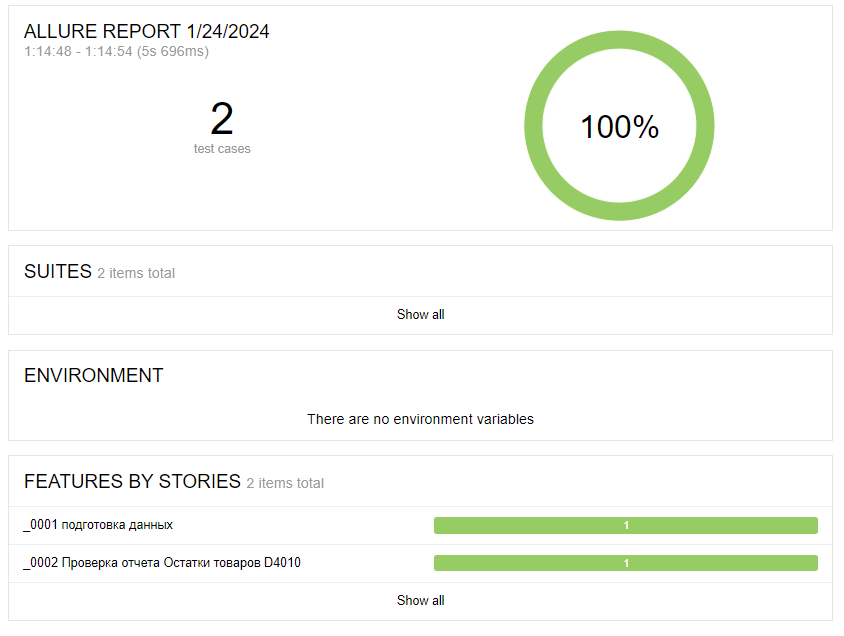 ALLURE REPORT 1/24/2024
1:14:48 - 1:14:54 (5s 696ms)
2
test cases
100%
SUITES 2 items total
Show all
ENVIRONMENT
There are no environment variables
FEATURES BY STORIES 2 items total
_0001 подготовка данных 1
_0002 Проверка отчета Остатки товаров D4010 1
Show all